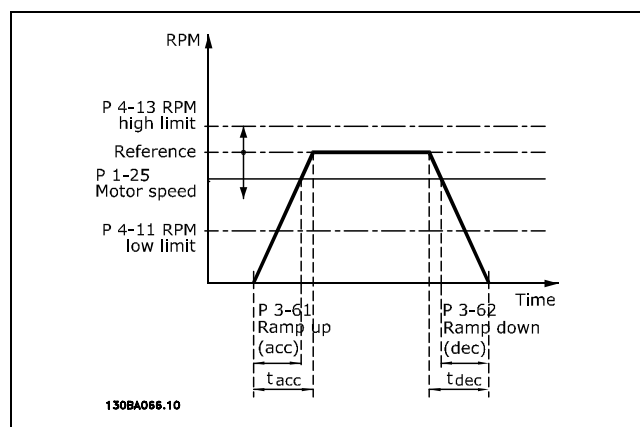 RPM
P 4-13 RPM
high limit
Reference
P 1-25
Motor speed
P 4-11 RPM
low limit
Time
P 3-61
Ramp up
(acc)
P 3-62
Ramp down
(dec)
tacc
tdec
130BA066.10